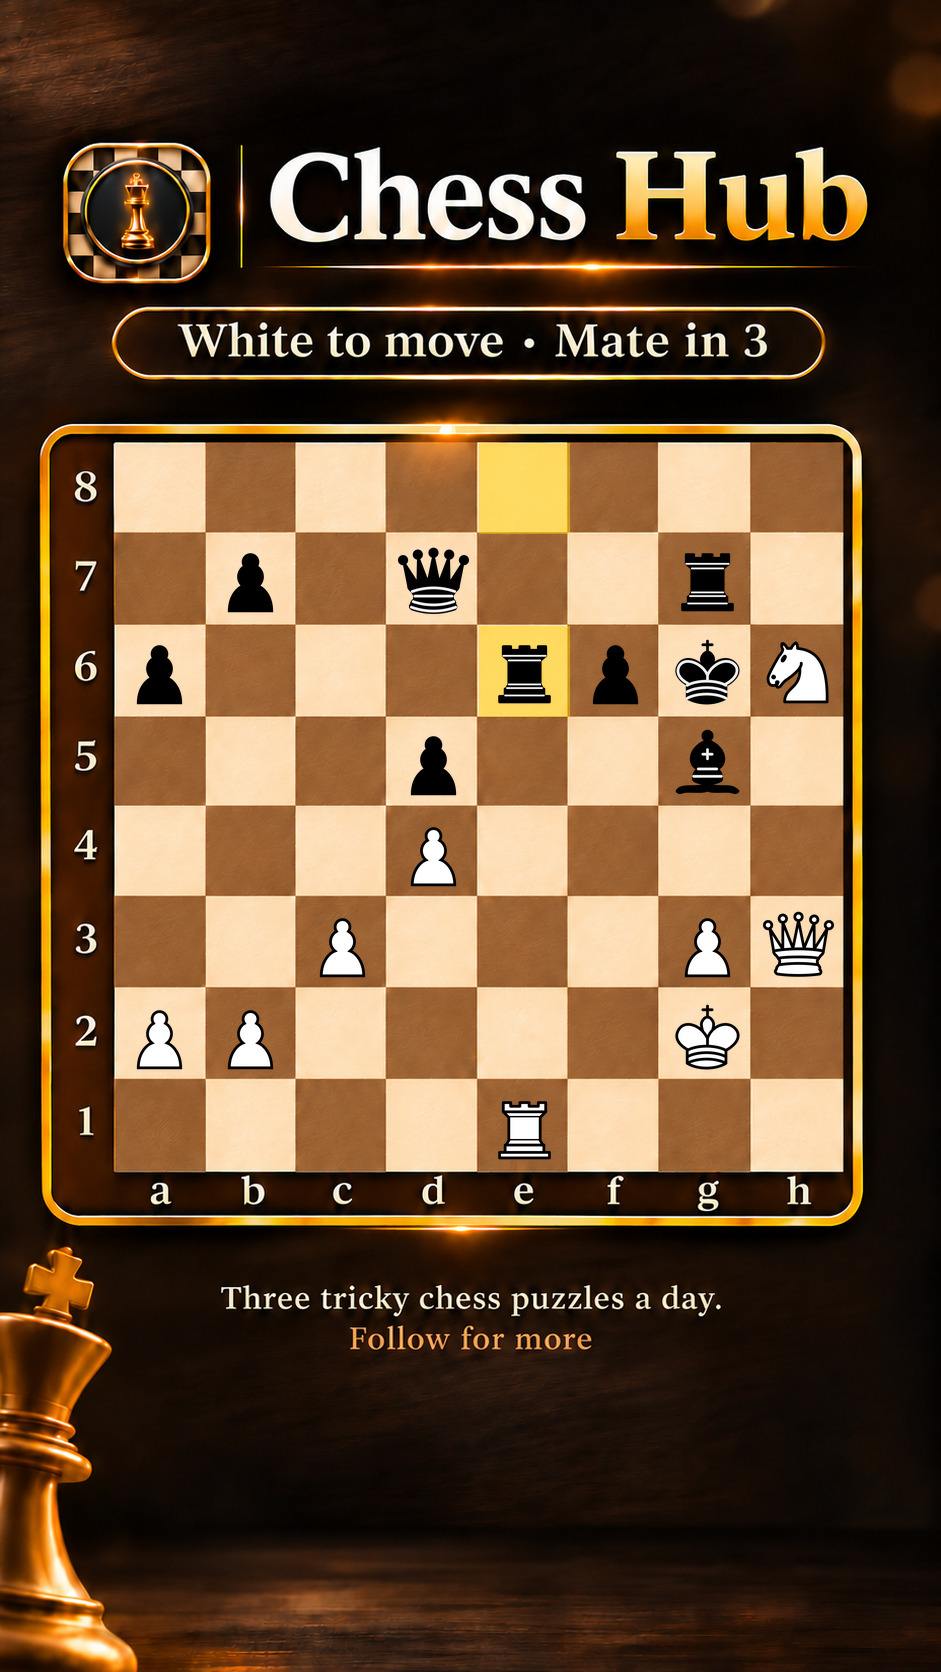 Chess Hub
White to move • Mate in 3
8
7
6
5
4
3
2
1
a b c d e f g h
Three tricky chess puzzles a day.
Follow for more